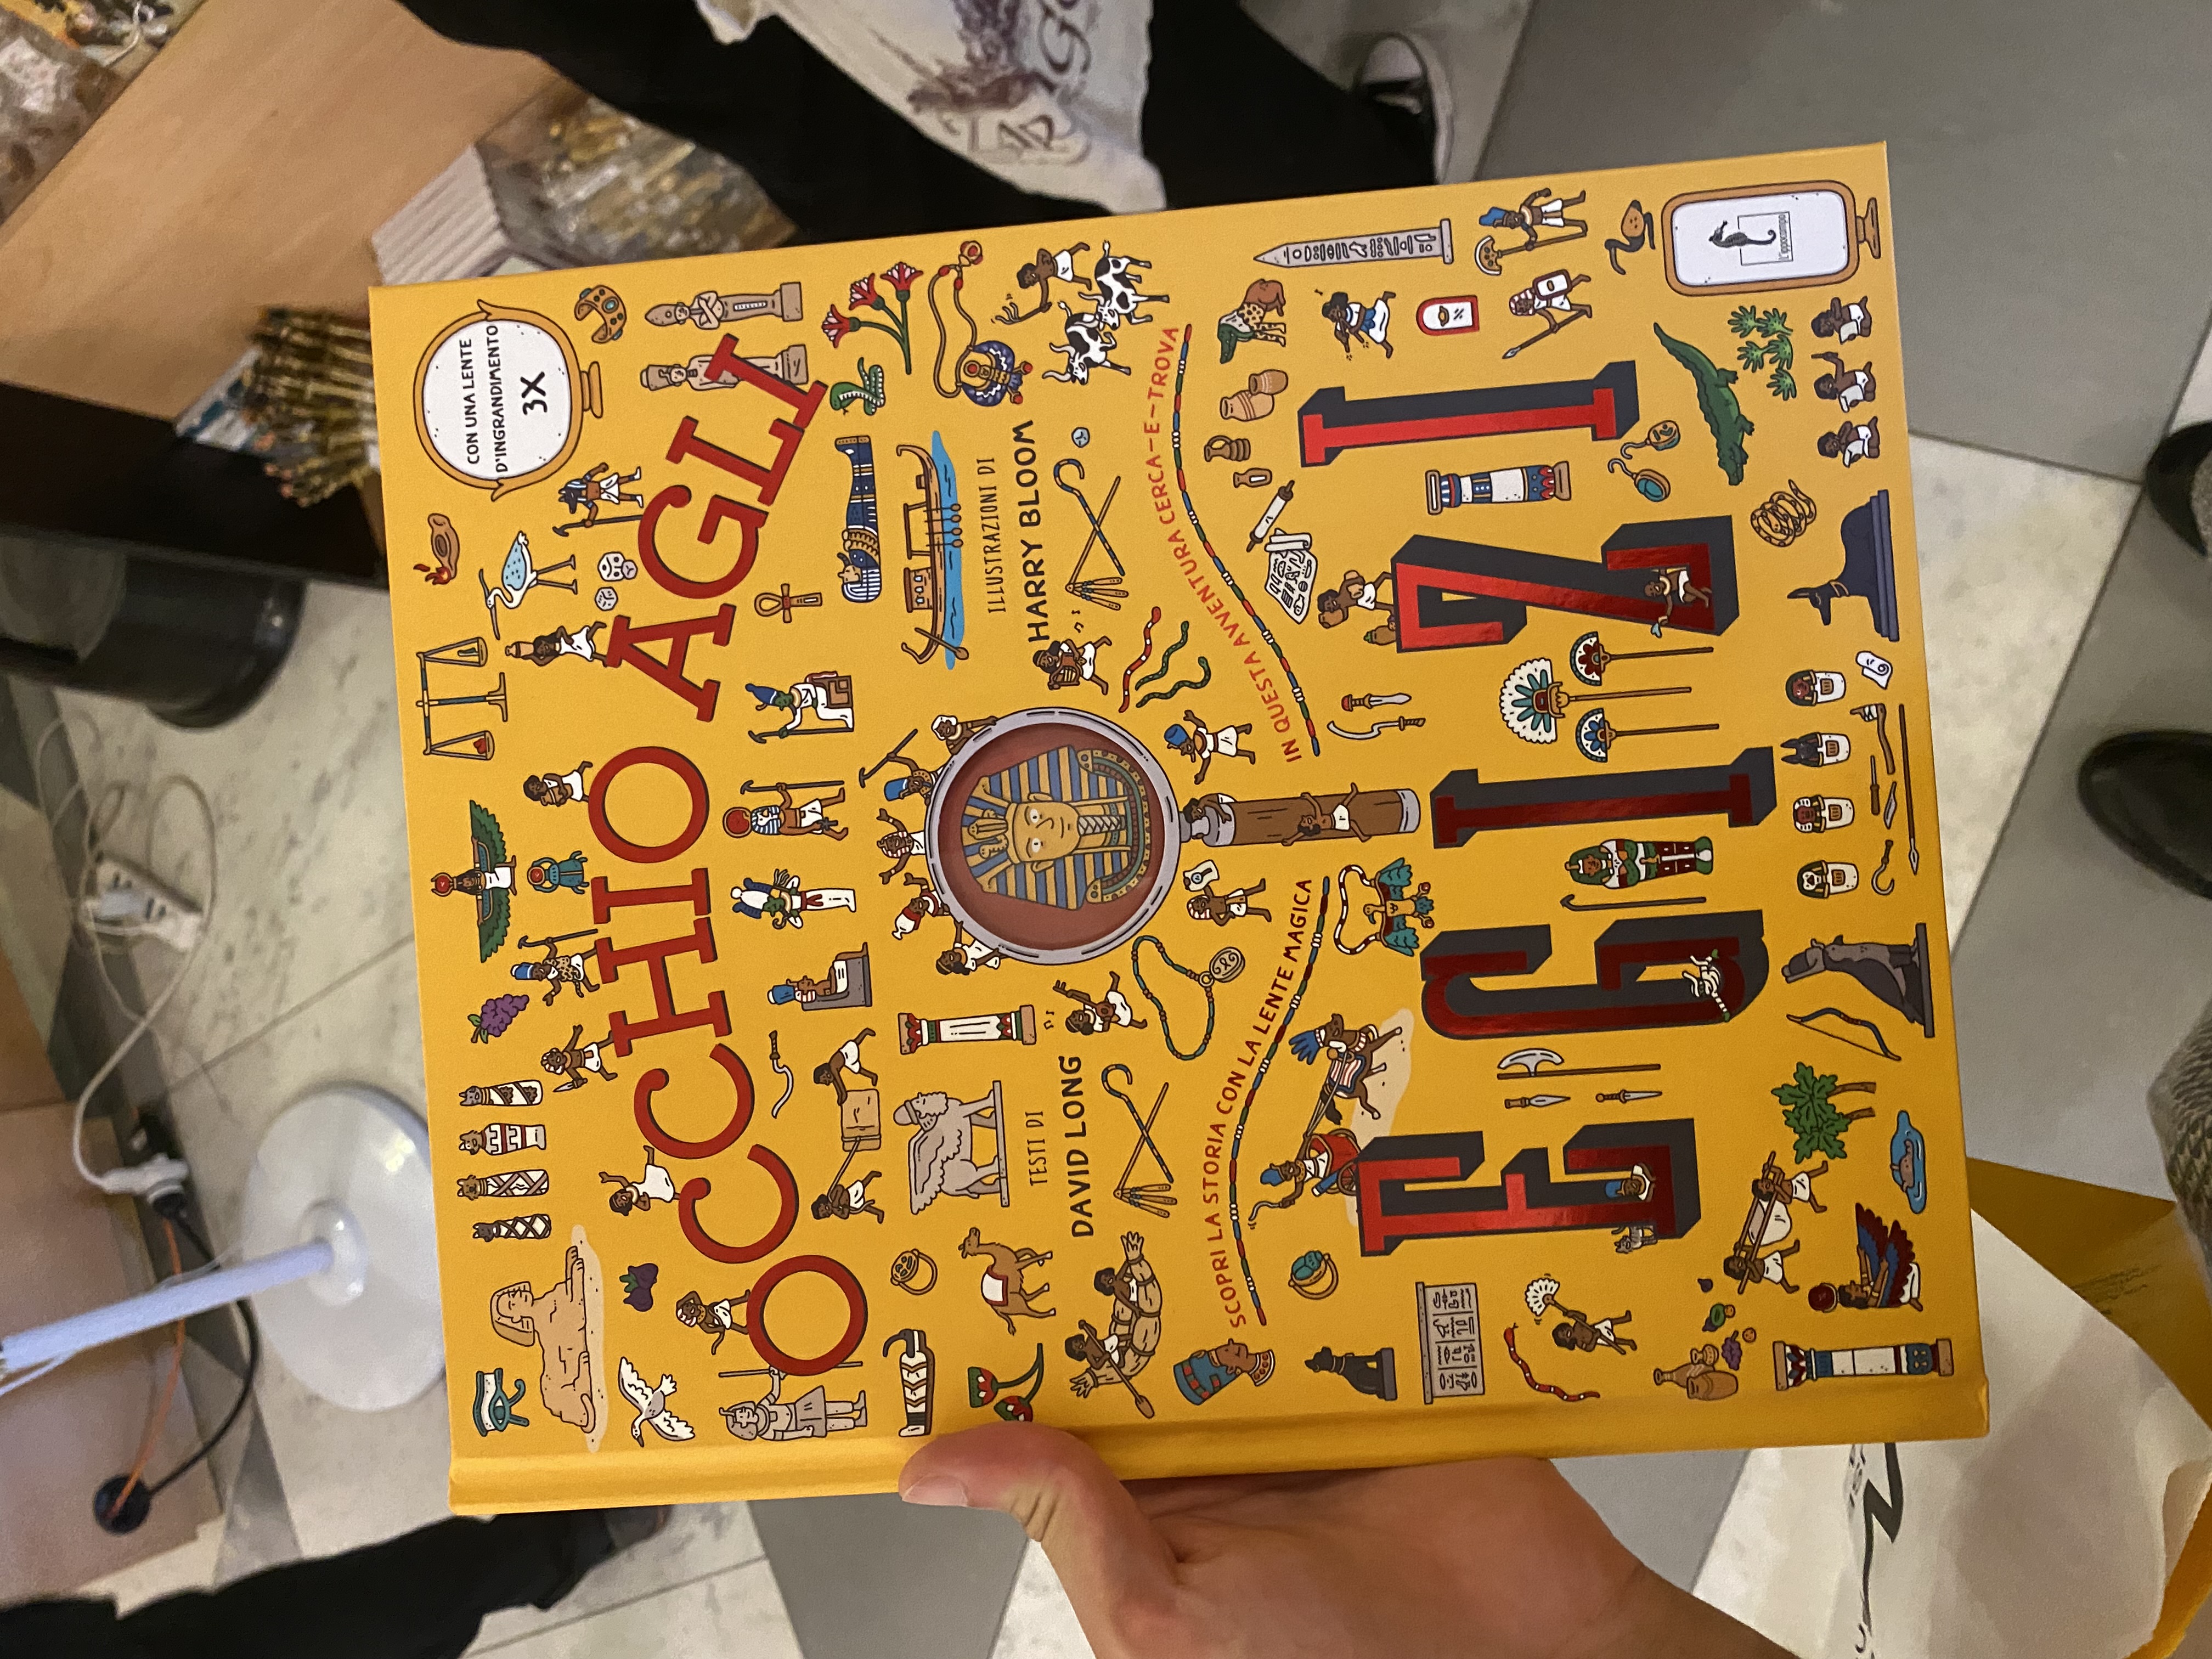 CON UNA LENTE
D'INGRANDIMENTO
3X
OCCHIO AGLI
TESTI DI
DAVID LONG
ILLUSTRAZIONI DI
HARRY BLOOM
SCOPRI LA STORIA CON LA LENTE MAGICA
IN QUESTA AVVENTURA CERCA-E-TROVA
EGIZI
L'ippocampo